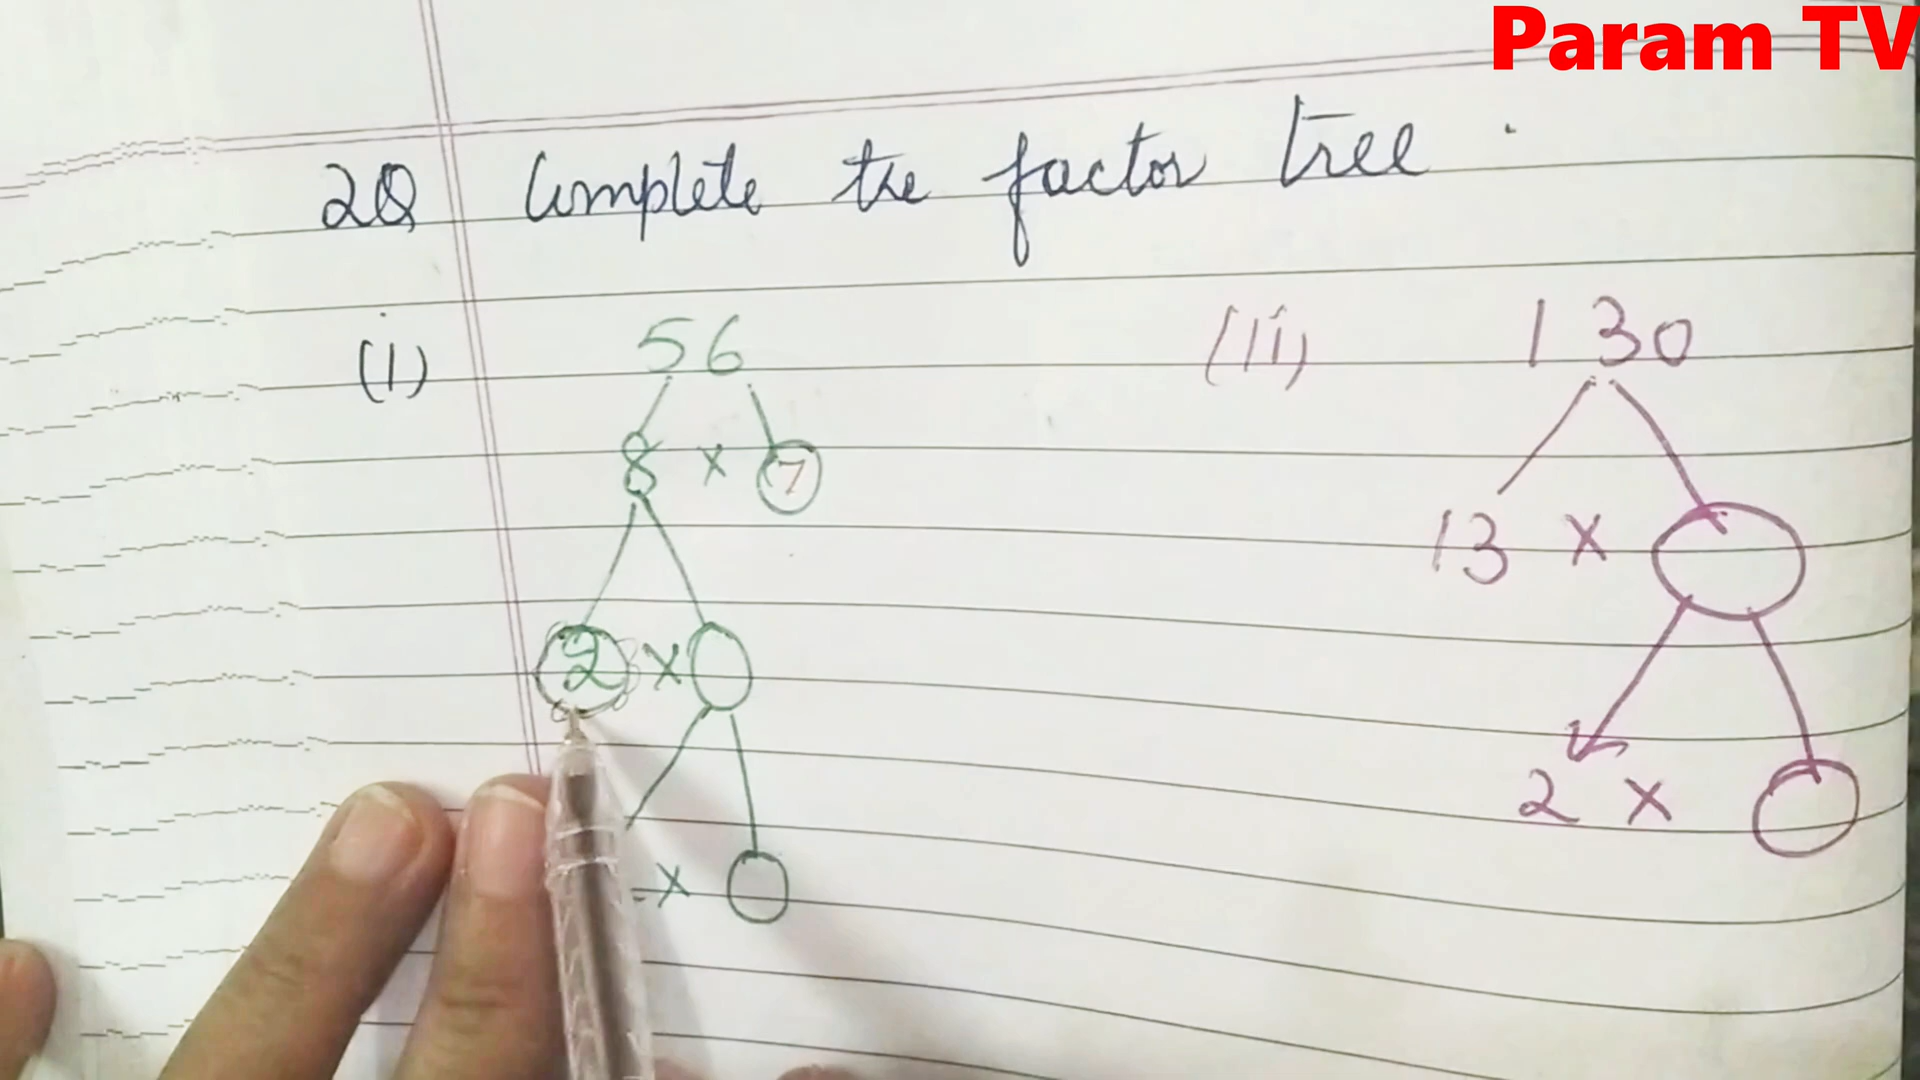 Param TV
2Q Complete the factor tree.
(i) 56 (ii) 130
8 x 7
13 x
2 x
2 x
x